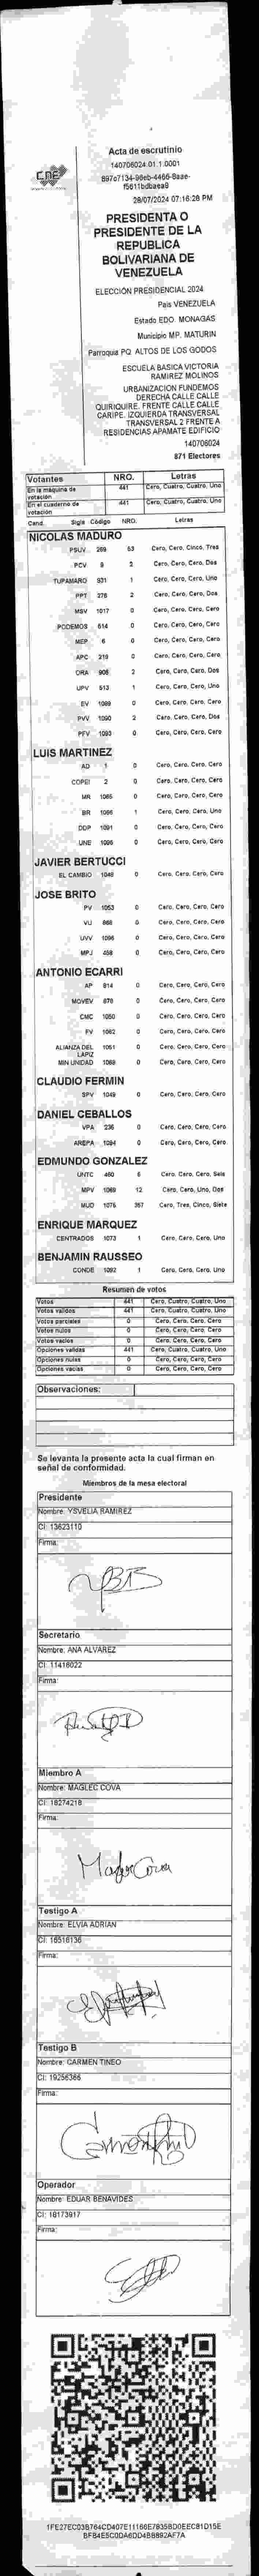 Acta de escrutinio
140706024.01.1.0001
f5611bdbaea9
28/07/2024 07:16:28 PM
CNE
PRESIDENTA O
PRESIDENTE DE LA
REPUBLICA
BOLIVARIANA DE
VENEZUELA
ELECCIÓN PRESIDENCIAL 2024
Pais VENEZUELA
Estado EDO. MONAGAS
Municipio MP. MATURIN
Parroquia PQ. ALTOS DE LOS GODOS
ESCUELA BASICA VICTORIA
RAMIREZ MOLINOS
URBANIZACION FUNDEMOS
DERECHA CALLE CALLE
QUIRIQUIRE. FRENTE CALLE CALLE
CARIPE. IZQUIERDA TRANSVERSAL
TRANSVERSAL 2 FRENTE A
RESIDENCIAS APAMATE EDIFICIO
140706024
871 Electores
Votantes NRO. Letras
En la máquina de votación 441 Cero, Cuatro, Cuatro, Uno
En el cuaderno de votación 441 Cero, Cuatro, Cuatro, Uno
Cand. Sigla Código NRO. Letras
NICOLAS MADURO
PSUV 269 53 Cero, Cero, Cinco, Tres
PCV 9 2 Cero, Cero, Cero, Dos
TUPAMARO 931 1 Cero, Cero, Cero, Uno
PPT 276 2 Cero, Cero, Cero, Dos
MSV 1017 0 Cero, Cero, Cero, Cero
PODEMOS 614 0 Cero, Cero, Cero, Cero
MEP 6 0 Cero, Cero, Cero, Cero
APC 218 0 Cero, Cero, Cero, Cero
ORA 906 2 Cero, Cero, Cero, Dos
UPV 513 1 Cero, Cero, Cero, Uno
EV 1089 0 Cero, Cero, Cero, Cero
PVV 1090 2 Cero, Cero, Cero, Dos
PFV 1093 0 Cero, Cero, Cero, Cero
LUIS MARTINEZ
AD 1 0 Cero, Cero, Cero, Cero
COPEI 2 0 Cero, Cero, Cero, Cero
MR 1065 0 Cero, Cero, Cero, Cero
BR 1066 1 Cero, Cero, Cero, Uno
DDP 1091 0 Cero, Cero, Cero, Cero
UNE 1096 0 Cero, Cero, Cero, Cero
JAVIER BERTUCCI
EL CAMBIO 1048 0 Cero, Cero, Cero, Cero
JOSE BRITO
PV 1053 0 Cero, Cero, Cero, Cero
VU 868 0 Cero, Cero, Cero, Cero
UVV 1096 0 Cero, Cero, Cero, Cero
MPJ 458 0 Cero, Cero, Cero, Cero
ANTONIO ECARRI
AP 814 0 Cero, Cero, Cero, Cero
MOVEV 878 0 Cero, Cero, Cero, Cero
CMC 1050 0 Cero, Cero, Cero, Cero
FV 1062 0 Cero, Cero, Cero, Cero
ALIANZA DEL LAPIZ 1051 0 Cero, Cero, Cero, Cero
MIN UNIDAD 1069 0 Cero, Cero, Cero, Cero
CLAUDIO FERMIN
SPV 1049 0 Cero, Cero, Cero, Cero
DANIEL CEBALLOS
VPA 236 0 Cero, Cero, Cero, Cero
AREPA 1094 0 Cero, Cero, Cero, Cero
EDMUNDO GONZALEZ
UNTC 460 6 Cero, Cero, Cero, Seis
MPV 1069 12 Cero, Cero, Uno, Dos
MUD 1076 357 Cero, Tres, Cinco, Siete
ENRIQUE MARQUEZ
CENTRADOS 1073 1 Cero, Cero, Cero, Uno
BENJAMIN RAUSSEO
CONDE 1092 1 Cero, Cero, Cero, Uno
Resumen de votos
Votos 441 Cero, Cuatro, Cuatro, Uno
Votos validos 441 Cero, Cuatro, Cuatro, Uno
Votos parciales 0 Cero, Cero, Cero, Cero
Votos nulos 0 Cero, Cero, Cero, Cero
Votos vacíos 0 Cero, Cero, Cero, Cero
Opciones validas 441 Cero, Cuatro, Cuatro, Uno
Opciones nulas 0 Cero, Cero, Cero, Cero
Opciones vacias 0 Cero, Cero, Cero, Cero
Observaciones:
Se levanta la presente acta la cual firman en
señal de conformidad.
Miembros de la mesa electoral
Presidente
Nombre: YSVELIA RAMIREZ
CI: 13623110
Firma:
Secretario
Nombre: ANA ALVAREZ
CI: 11416022
Firma:
Miembro A
Nombre: MAGLEC COVA
CI: 18274218
Firma:
Testigo A
Nombre: ELVIA ADRIAN
CI: 16516136
Firma:
Testigo B
Nombre: CARMEN TINEO
CI: 19256366
Firma:
Operador
Nombre: EDUAR BENAVIDES
CI: 18173917
Firma: